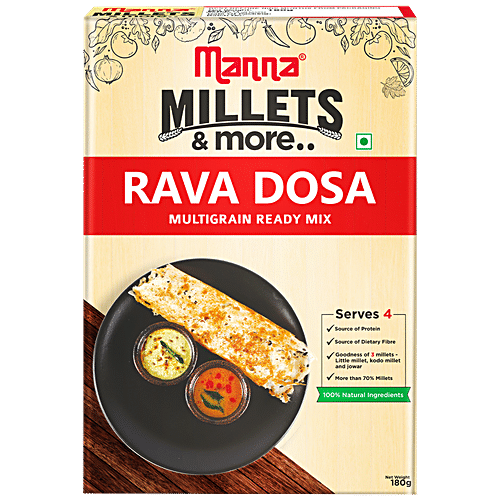 Manna®
MILLETS
& more..
RAVA DOSA
MULTIGRAIN READY MIX
Serves 4
Source of Protein
Source of Dietary Fibre
Goodness of 3 millets -
Little millet, kodo millet
and jowar
More than 70% Millets
100% Natural Ingredients
Net Weight
180g